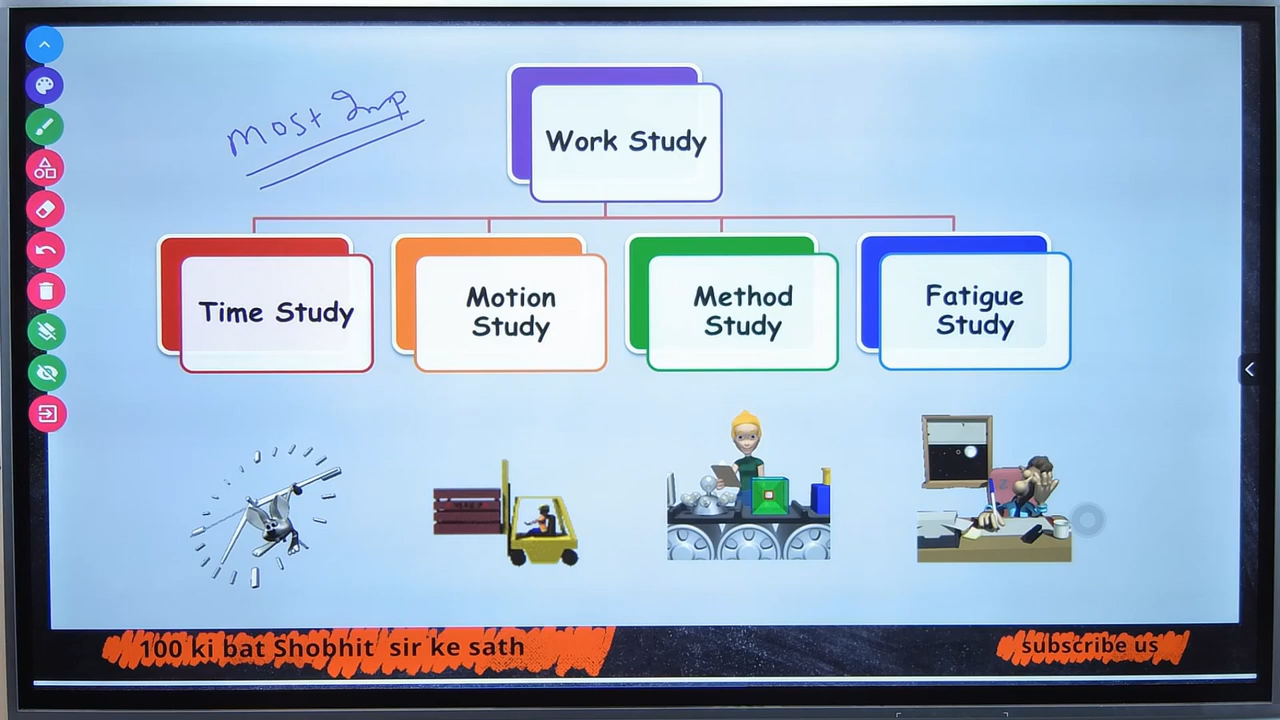 most Imp
Work Study
Time Study
Motion
Study
Method
Study
Fatigue
Study
100 ki bat Shobhit sir ke sath
subscribe us